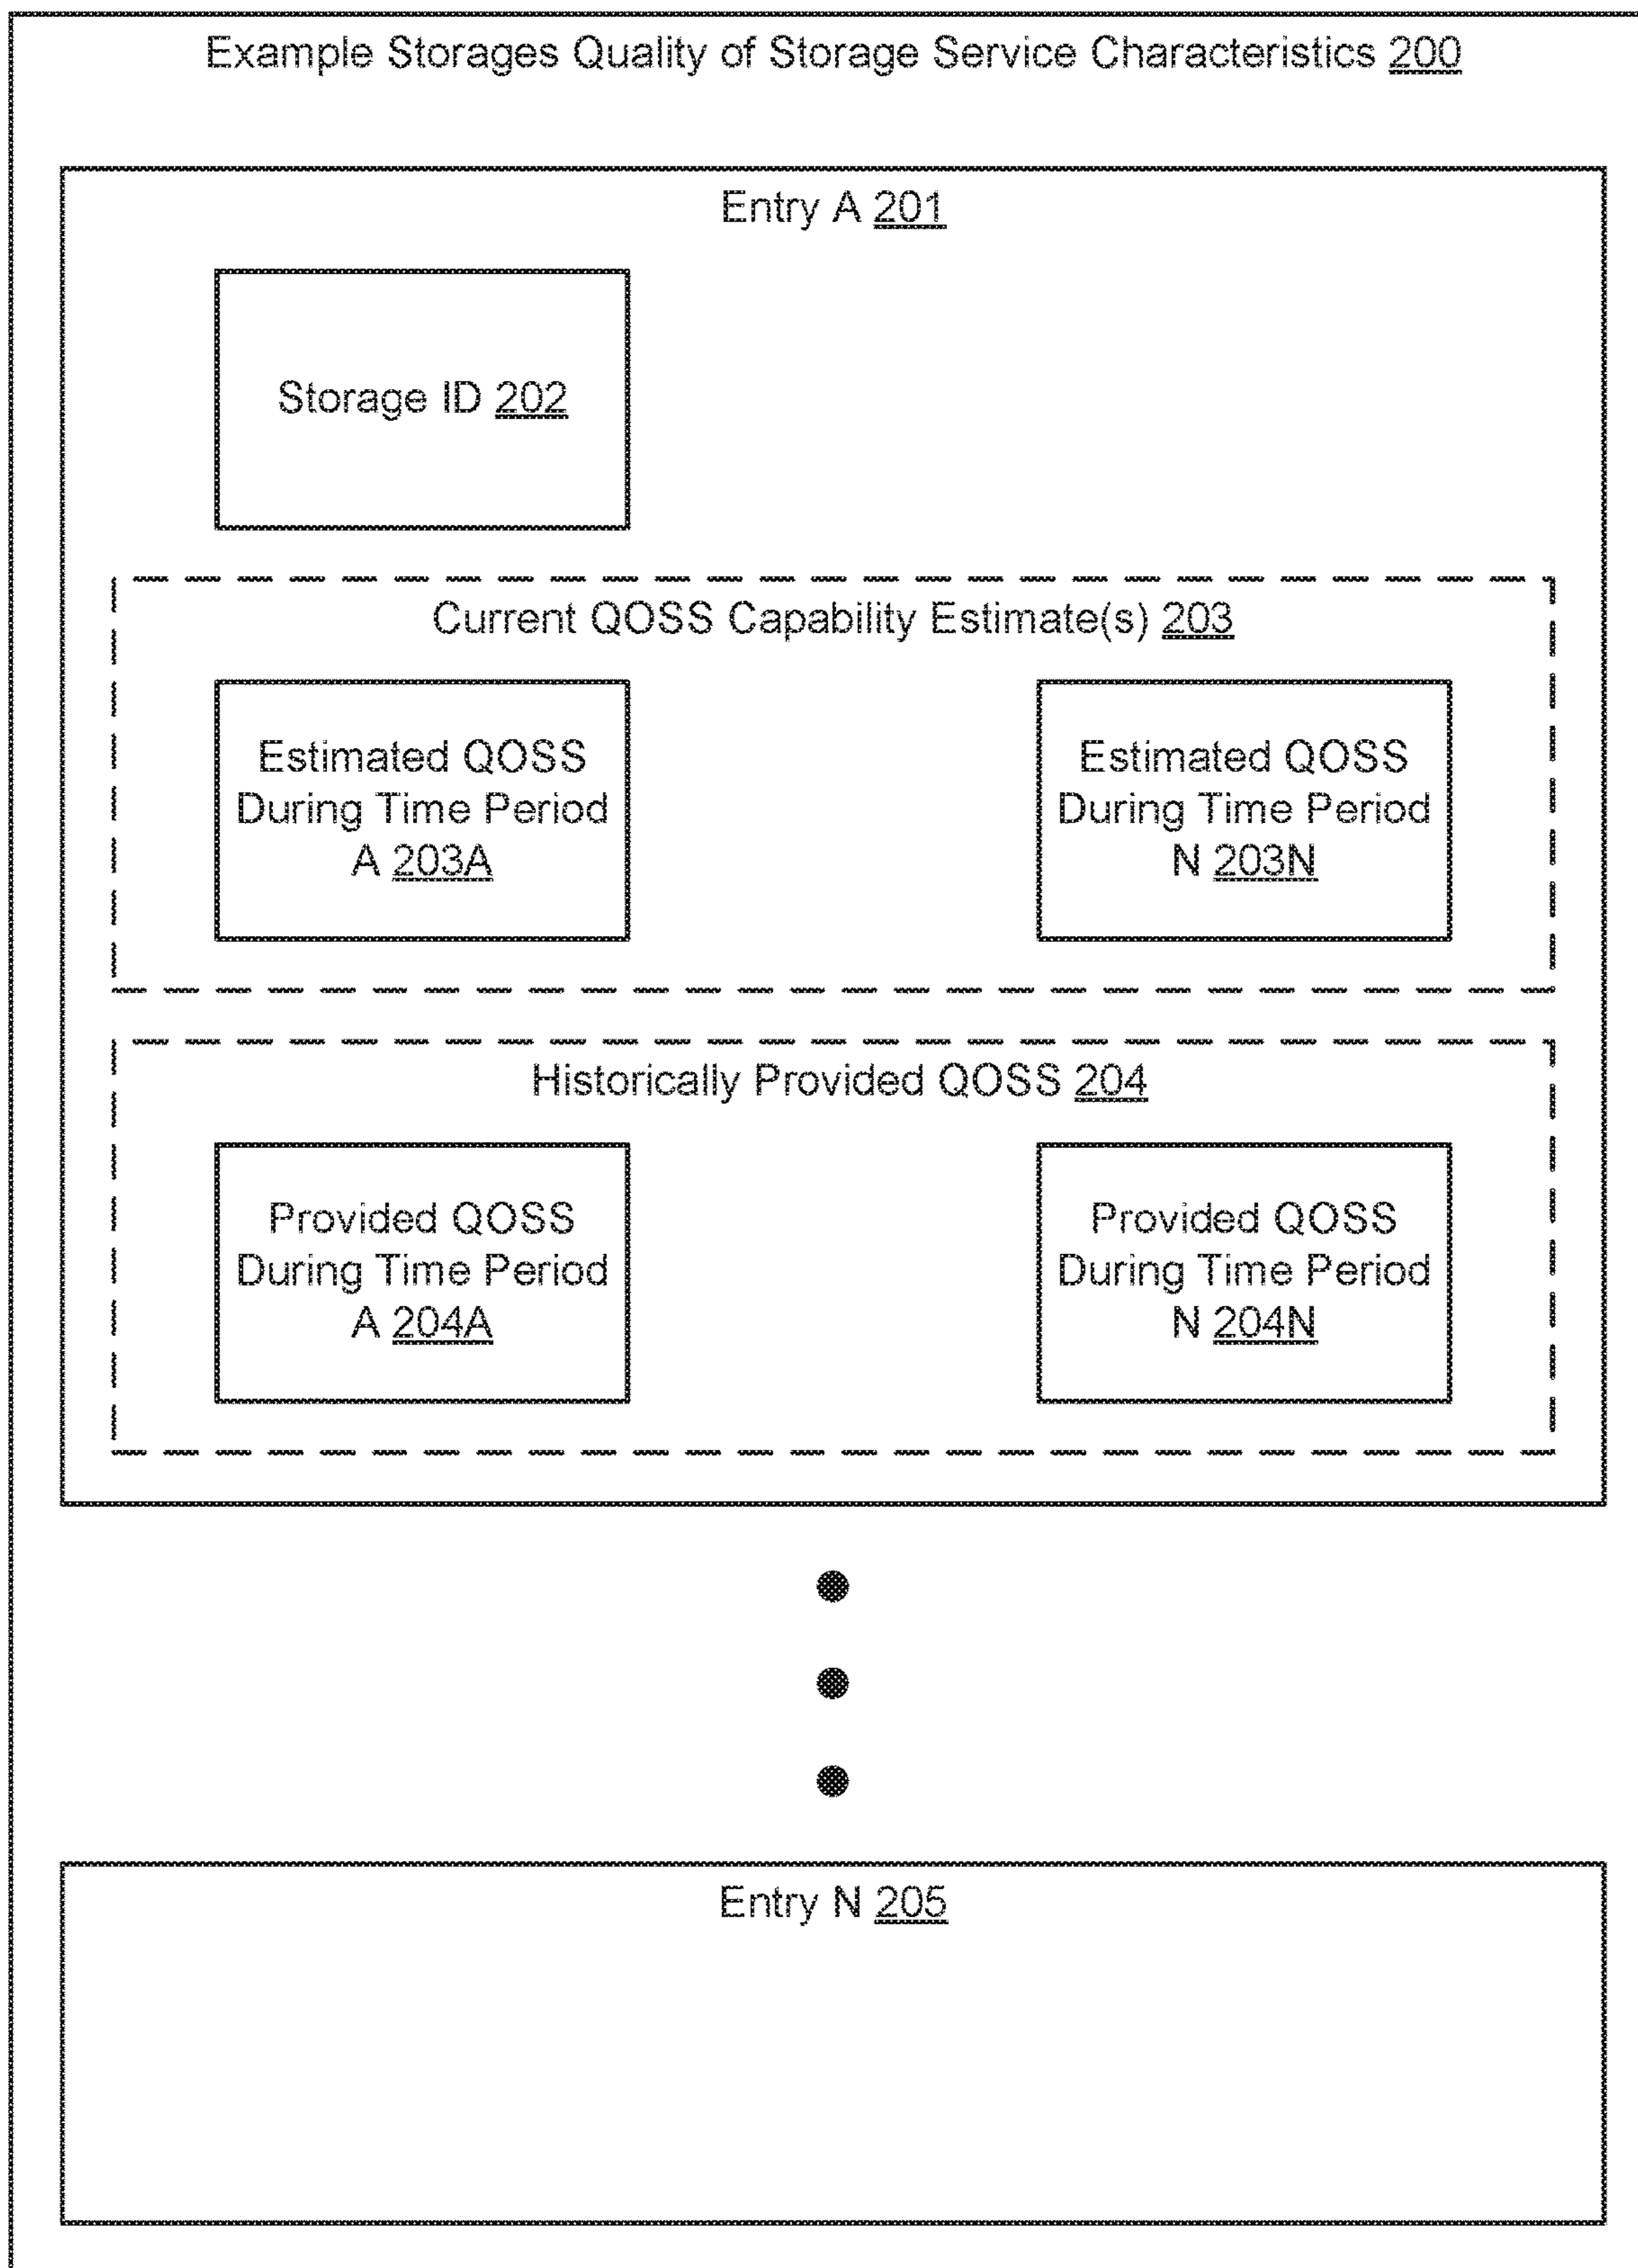 Example Storages Quality of Storage Service Characteristics 200
Entry A 201
Storage ID 202
Current QOSS Capability Estimate(s) 203
Estimated QOSS
During Time Period
A 203A
Estimated QOSS
During Time Period
N 203N
Historically Provided QOSS 204
Provided QOSS
During Time Period
A 204A
Provided QOSS
During Time Period
N 204N
Entry N 205